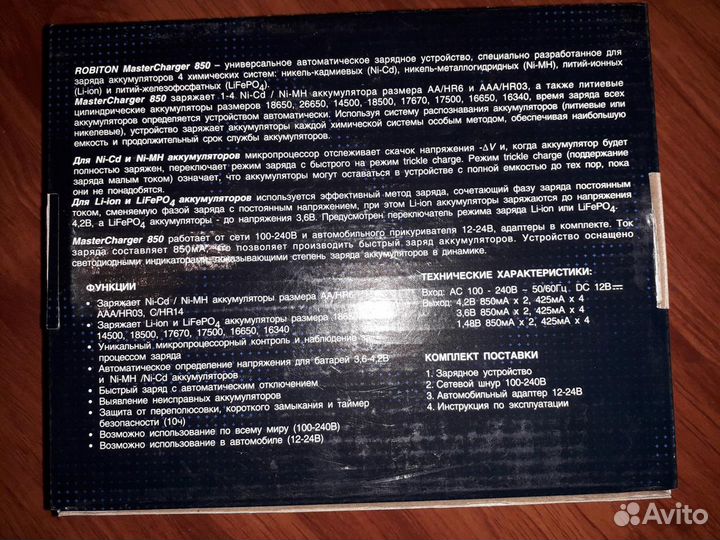 ROBITON MasterCharger 850 – универсальное автоматическое зарядное устройство, специально разработанное для
заряда аккумуляторов 4 химических систем: никель-кадмиевых (Ni-Cd), никель-металлогидридных (Ni-MH), литий-ионных
(Li-ion) и литий-железофосфатных (LiFePO4).
MasterCharger 850 заряжает 1-4 Ni-Cd / Ni-MH аккумулятора размера AA/HR6 и AAA/HR03, а также литиевые
цилиндрические аккумуляторы размеров 18650, 26650, 14500, 18500, 17670, 17500, 16650, 16340, время заряда всех
аккумуляторов определяется устройством автоматически. Используя систему распознавания аккумуляторов (литиевые или
никелевые), устройство заряжает аккумуляторы каждой химической системы особым методом, обеспечивая наибольшую
емкость и продолжительный срок службы аккумуляторов.
Для Ni-Cd и Ni-MH аккумуляторов микропроцессор отслеживает скачок напряжения -ΔV и, когда аккумулятор будет
полностью заряжен, переключает режим заряда с быстрого на режим trickle charge. Режим trickle charge (поддержание
заряда малым током) означает, что аккумуляторы могут оставаться в устройстве с полной емкостью до тех пор, пока
они не понадобятся.
Для Li-ion и LiFePO4 аккумуляторов используется эффективный метод заряда, сочетающий фазу заряда постоянным
током, сменяемую фазой заряда с постоянным напряжением, при этом Li-ion аккумуляторы заряжаются до напряжения
4,2В, а LiFePO4 аккумуляторы - до напряжения 3,6В. Предусмотрен переключатель режима заряда Li-ion или LiFePO4.
MasterCharger 850 работает от сети 100-240В и автомобильного прикуривателя 12-24В, адаптеры в комплекте. Ток
заряда составляет 850мА, что позволяет производить быстрый заряд аккумуляторов. Устройство оснащено
светодиодными индикаторами, показывающими степень заряда аккумуляторов в динамике.
ФУНКЦИИ
• Заряжает Ni-Cd / Ni-MH аккумуляторы размера AA/HR6
AAA/HR03, C/HR14
• Заряжает Li-ion и LiFePO4 аккумуляторы размера
14500, 18500, 17670, 17500, 16650, 16340
• Уникальный микропроцессорный контроль и наблюдение
процессом заряда
• Автоматическое определение напряжения для батарей 3,6-4,2В
и Ni-MH /Ni-Cd аккумуляторов
• Быстрый заряд с автоматическим отключением
• Выявление неисправных аккумуляторов
• Защита от переполюсовки, короткого замыкания и таймер
безопасности (10ч)
• Возможно использование по всему миру (100-240В)
• Возможно использование в автомобиле (12-24В)
ТЕХНИЧЕСКИЕ ХАРАКТЕРИСТИКИ:
Вход: AC 100 - 240В ~ 50/60Гц, DC 12В
Выход: 4,2В 850мА x 2, 425мА x 4
3,6В 850мА x 2, 425мА x 4
1,48В 850мА x 2, 425мА x 4
КОМПЛЕКТ ПОСТАВКИ
1. Зарядное устройство
2. Сетевой шнур 100-240В
3. Автомобильный адаптер 12-24В
4. Инструкция по эксплуатации
Avito